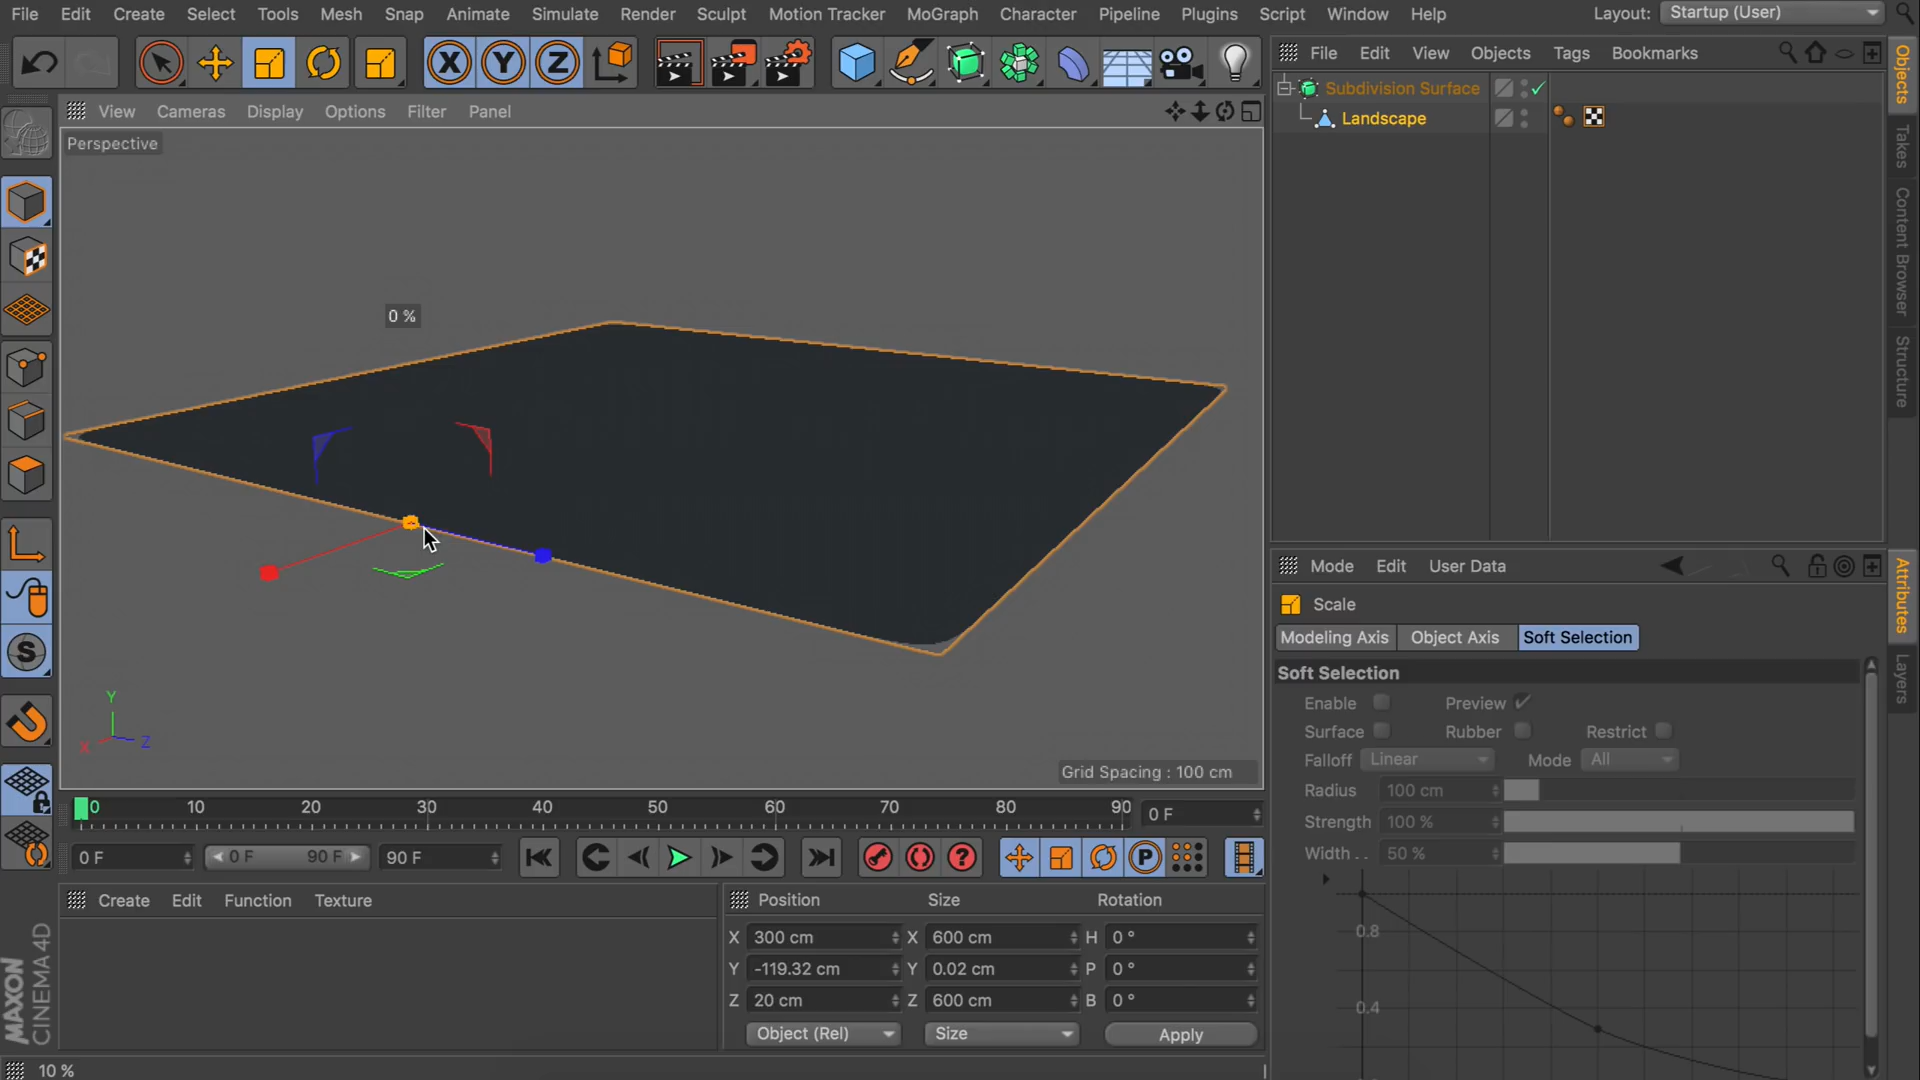 File Edit Create Select Tools Mesh Snap Animate Simulate Render Sculpt Motion Tracker MoGraph Character Pipeline Plugins Script Window Help Layout: Startup (User)
X Y Z
File Edit View Objects Tags Bookmarks
Subdivision Surface
Landscape
Objects
Takes
Content Browser
Structure
View Cameras Display Options Filter Panel
Perspective
0 %
Y
X Z
Grid Spacing : 100 cm
S
Mode Edit User Data
Scale
Modeling Axis Object Axis Soft Selection
Soft Selection
Enable Preview
Surface Rubber Restrict
Falloff Linear Mode All
Radius 100 cm
Strength 100 %
Width . . 50 %
0.8
0.4
Attributes
Layers
0 10 20 30 40 50 60 70 80 90 0 F
0 F 0 F 90 F 90 F
P
Create Edit Function Texture
Position Size Rotation
X 300 cm X 600 cm H 0 °
Y -119.32 cm Y 0.02 cm P 0 °
Z 20 cm Z 600 cm B 0 °
Object (Rel) Size Apply
MAXON
CINEMA 4D
10 %